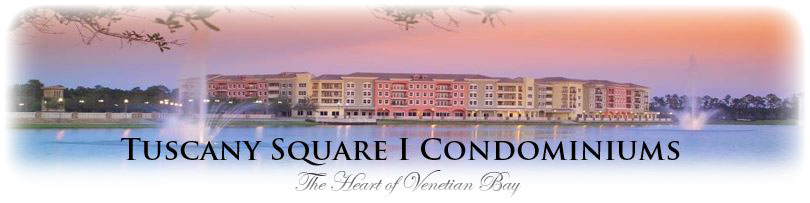 Tuscany Square I Condominiums
The Heart of Venetian Bay